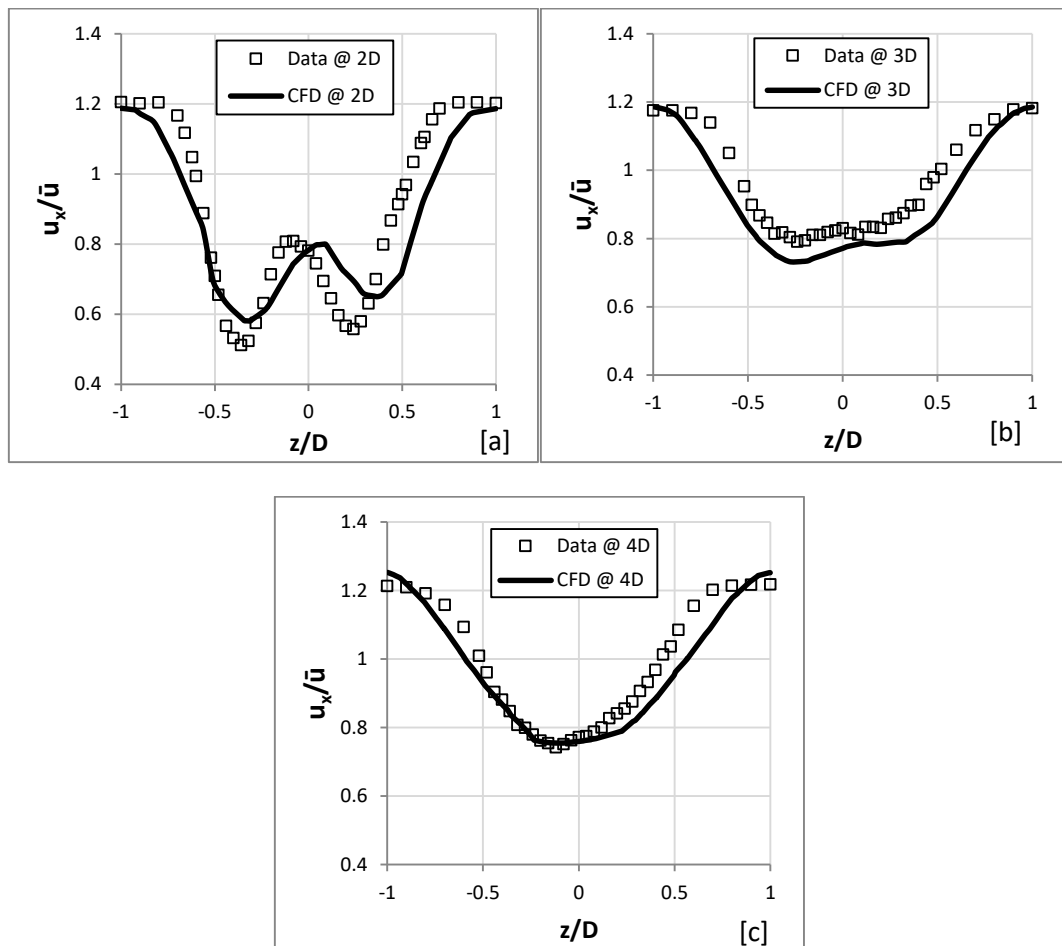 1.4
1.2
1
0.8
0.6
0.4
u_x/ū
Data @ 2D
CFD @ 2D
-1 -0.5 0 0.5 1
z/D
[a]
1.4
1.2
1
0.8
0.6
0.4
u_x/ū
Data @ 3D
CFD @ 3D
-1 -0.5 0 0.5 1
z/D
[b]
1.4
1.2
1
0.8
0.6
0.4
u_x/ū
Data @ 4D
CFD @ 4D
-1 -0.5 0 0.5 1
z/D
[c]